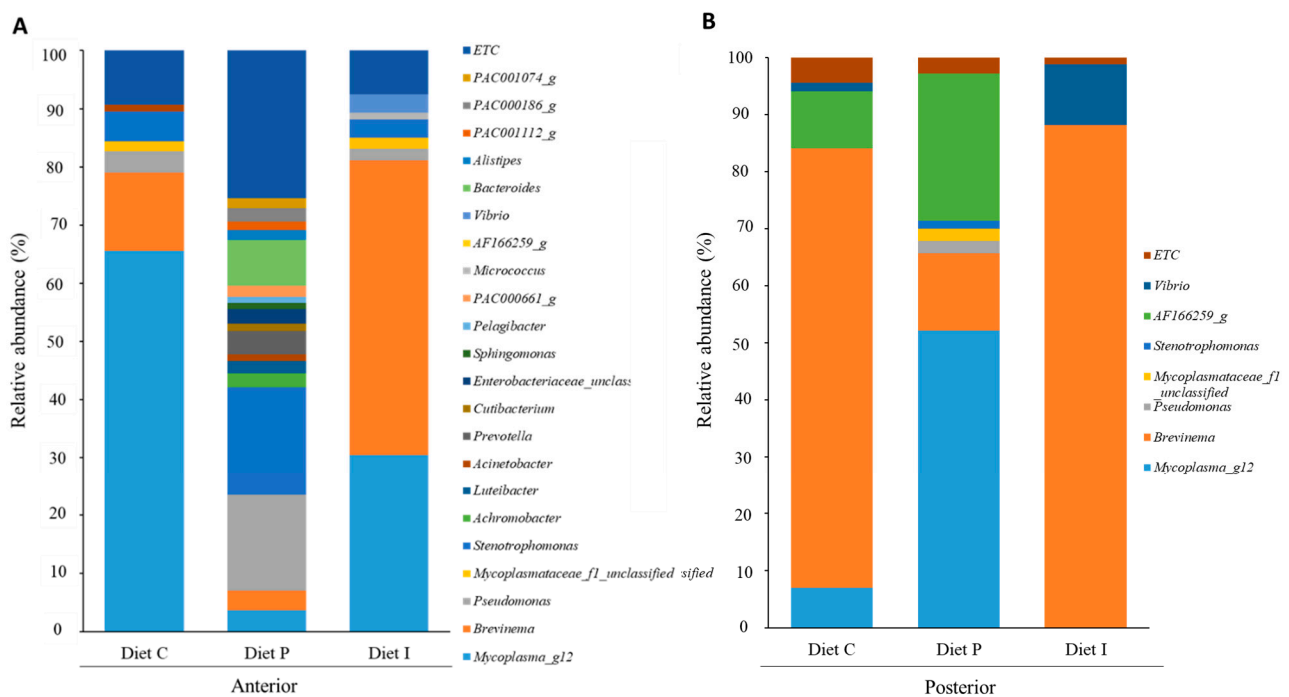 A
Relative abundance (%)
100
90
80
70
60
50
40
30
20
10
0
Diet C
Diet P
Diet I
Anterior
ETC
PAC001074_g
PAC000186_g
PAC001112_g
Alistipes
Bacteroides
Vibrio
AF166259_g
Micrococcus
PAC000661_g
Pelagibacter
Sphingomonas
Enterobacteriaceae_unclass
Cutibacterium
Prevotella
Acinetobacter
Luteibacter
Achromobacter
Stenotrophomonas
Mycoplasmataceae_f1_unclassified sified
Pseudomonas
Brevinema
Mycoplasma_g12
B
Relative abundance (%)
100
90
80
70
60
50
40
30
20
10
0
Diet C
Diet P
Diet I
Posterior
ETC
Vibrio
AF166259_g
Stenotrophomonas
Mycoplasmataceae_f1
_unclassified
Pseudomonas
Brevinema
Mycoplasma_g12